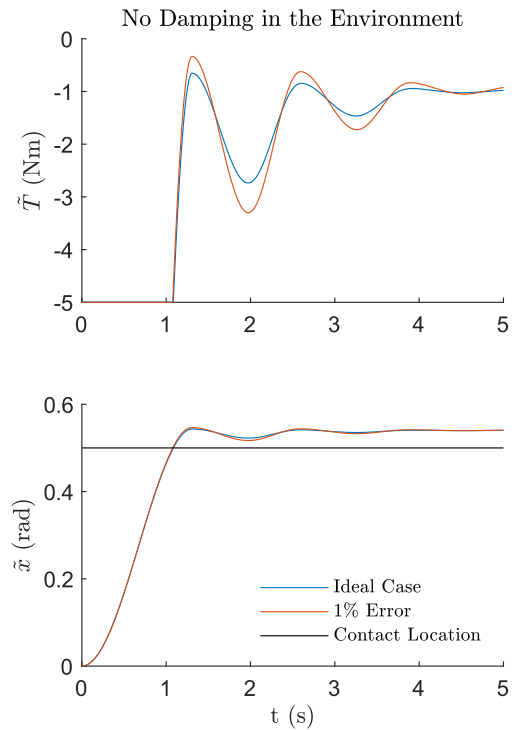 No Damping in the Environment
0
-1
-2
-3
-4
-5
T̃ (Nm)
0 1 2 3 4 5
0.6
0.4
0.2
0
x̃ (rad)
Ideal Case
1% Error
Contact Location
0 1 2 3 4 5
t (s)